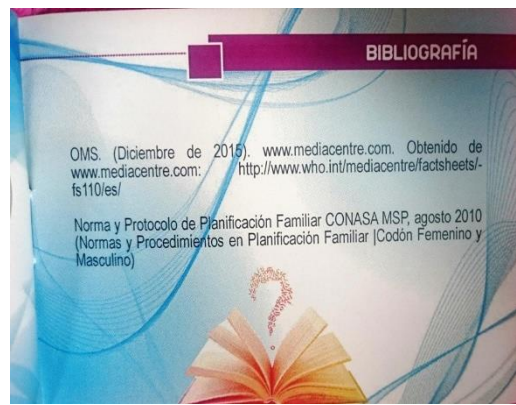 BIBLIOGRAFÍA
OMS. (Diciembre de 2015). www.mediacentre.com. Obtenido de
www.mediacentre.com: http://www.who.int/mediacentre/factsheets/-
fs110/es/
Norma y Protocolo de Planificación Familiar CONASA MSP, agosto 2010
(Normas y Procedimientos en Planificación Familiar |Codón Femenino y
Masculino)
?